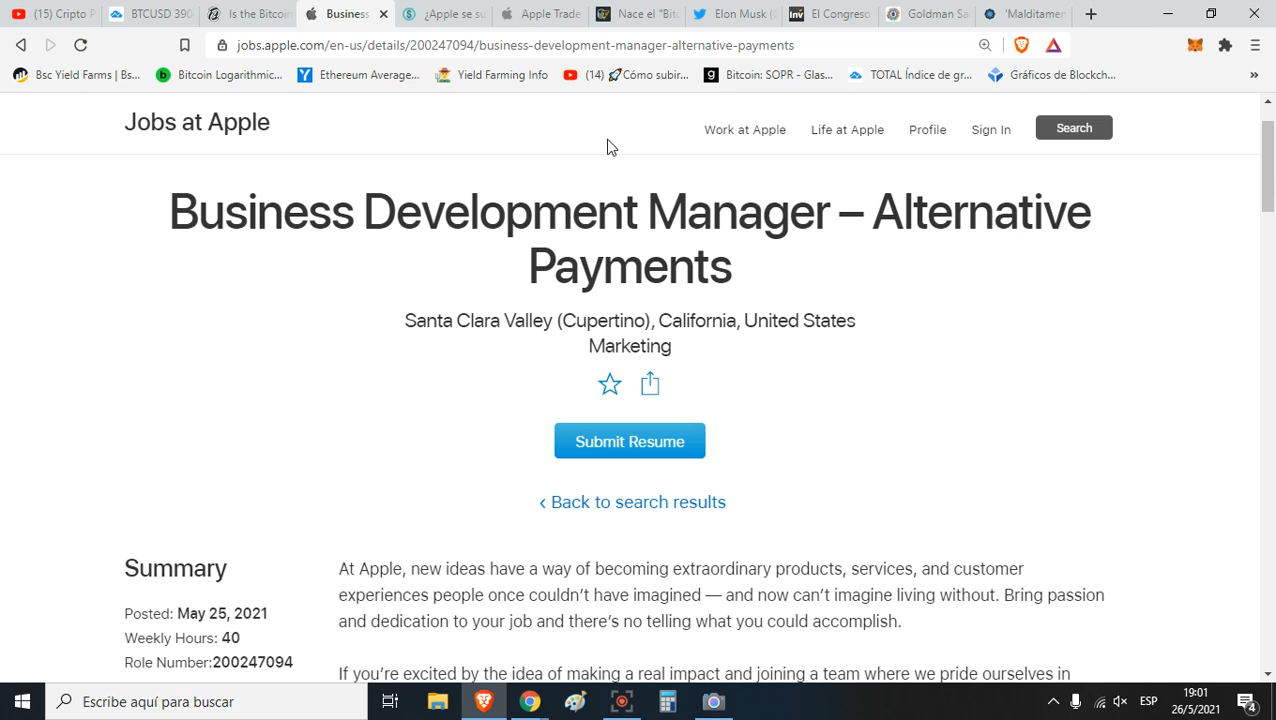 (15) Cripto P
BTCUSD 390
Is the Bitcoin
Business
¿Apple se su
Apple Trade
Nace el "Bit
Elon Musk (
El Congreso
Goldman Sa
'Malditamen
jobs.apple.com/en-us/details/200247094/business-development-manager-alternative-payments
Bsc Yield Farms | Bs...
Bitcoin Logarithmic...
Ethereum Average...
Yield Farming Info
(14) 🚀Cómo subir...
Bitcoin: SOPR - Glas...
TOTAL Índice de gr...
Gráficos de Blockch...
Jobs at Apple
Work at Apple
Life at Apple
Profile
Sign In
Search
Business Development Manager – Alternative
Payments
Santa Clara Valley (Cupertino), California, United States
Marketing
Submit Resume
‹ Back to search results
Summary
Posted: May 25, 2021
Weekly Hours: 40
Role Number:200247094
At Apple, new ideas have a way of becoming extraordinary products, services, and customer
experiences people once couldn't have imagined — and now can't imagine living without. Bring passion
and dedication to your job and there's no telling what you could accomplish.
If you're excited by the idea of making a real impact and joining a team where we pride ourselves in
Escribe aquí para buscar
ESP
19:01
26/5/2021
4